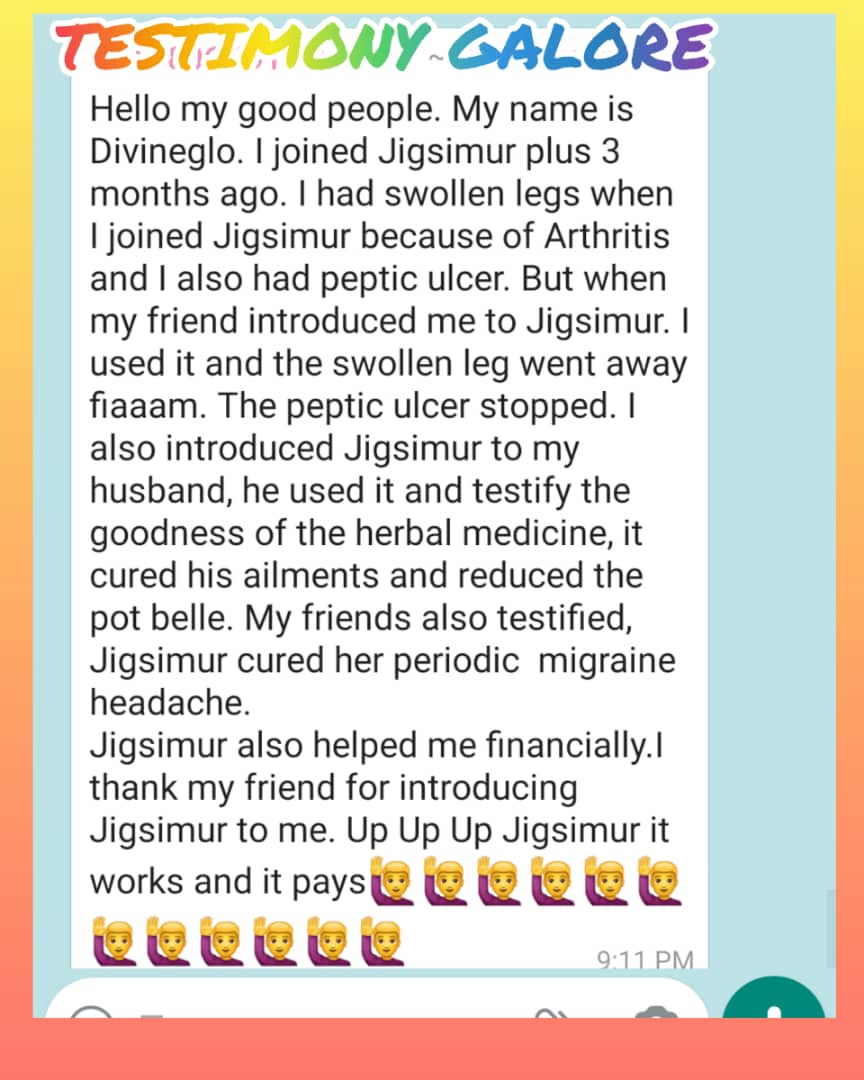 TESTIMONY GALORE
Hello my good people. My name is
Divineglo. I joined Jigsimur plus 3
months ago. I had swollen legs when
I joined Jigsimur because of Arthritis
and I also had peptic ulcer. But when
my friend introduced me to Jigsimur. I
used it and the swollen leg went away
fiaaam. The peptic ulcer stopped. I
also introduced Jigsimur to my
husband, he used it and testify the
goodness of the herbal medicine, it
cured his ailments and reduced the
pot belle. My friends also testified,
Jigsimur cured her periodic  migraine
headache.
Jigsimur also helped me financially.I
thank my friend for introducing
Jigsimur to me. Up Up Up Jigsimur it
works and it pays🙋‍♂️🙋‍♂️🙋‍♂️🙋‍♂️🙋‍♂️🙋‍♂️
🙋‍♂️🙋‍♂️🙋‍♂️🙋‍♂️🙋‍♂️🙋‍♂️
9:11 PM